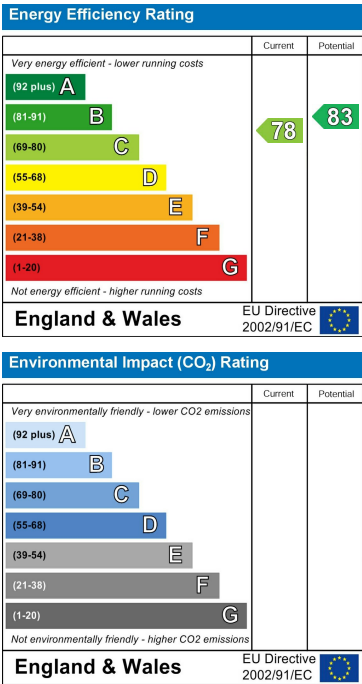 Energy Efficiency Rating
Current Potential
Very energy efficient - lower running costs
(92 plus) A
(81-91) B
(69-80) C
(55-68) D
(39-54) E
(21-38) F
(1-20) G
78
83
Not energy efficient - higher running costs
England & Wales
EU Directive
2002/91/EC
Environmental Impact (CO₂) Rating
Current Potential
Very environmentally friendly - lower CO2 emissions
(92 plus) A
(81-91) B
(69-80) C
(55-68) D
(39-54) E
(21-38) F
(1-20) G
Not environmentally friendly - higher CO2 emissions
England & Wales
EU Directive
2002/91/EC